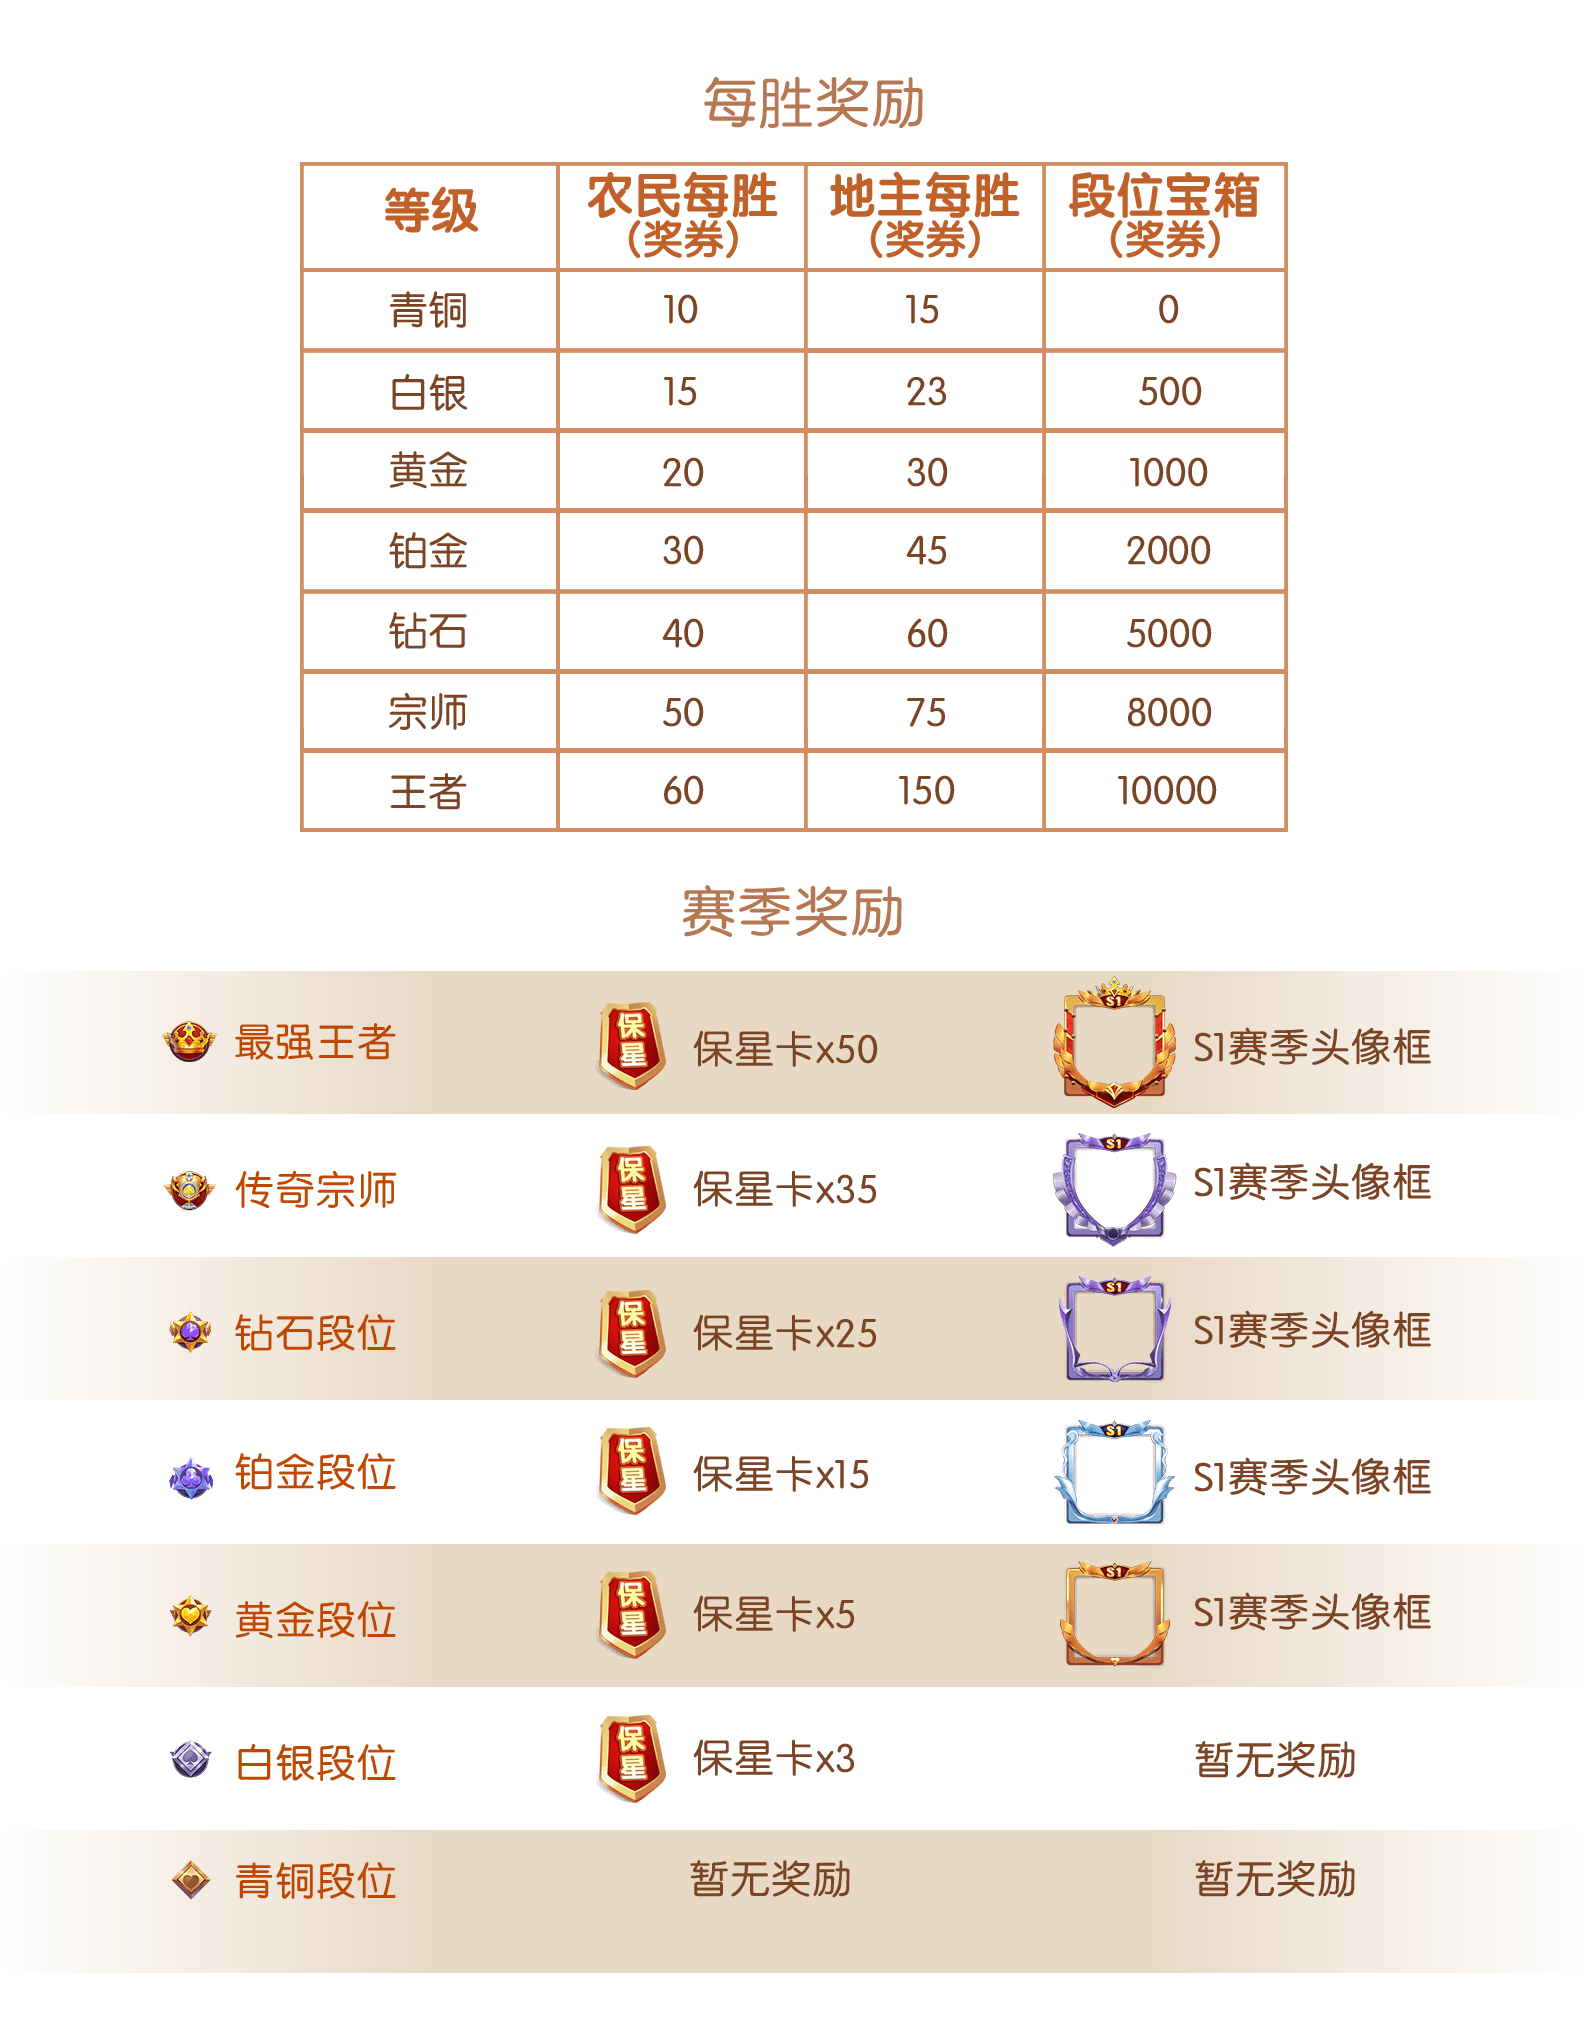 每胜奖励
等级 农民每胜 地主每胜 段位宝箱
（奖券） （奖券） （奖券）
青铜 10 15 0
白银 15 23 500
黄金 20 30 1000
铂金 30 45 2000
钻石 40 60 5000
宗师 50 75 8000
王者 60 150 10000
赛季奖励
最强王者 保星 保星卡x50 S1 S1赛季头像框
传奇宗师 保星 保星卡x35 S1 S1赛季头像框
钻石段位 保星 保星卡x25 S1 S1赛季头像框
铂金段位 保星 保星卡x15 S1 S1赛季头像框
黄金段位 保星 保星卡x5 S1 S1赛季头像框
白银段位 保星 保星卡x3 暂无奖励
青铜段位 暂无奖励 暂无奖励